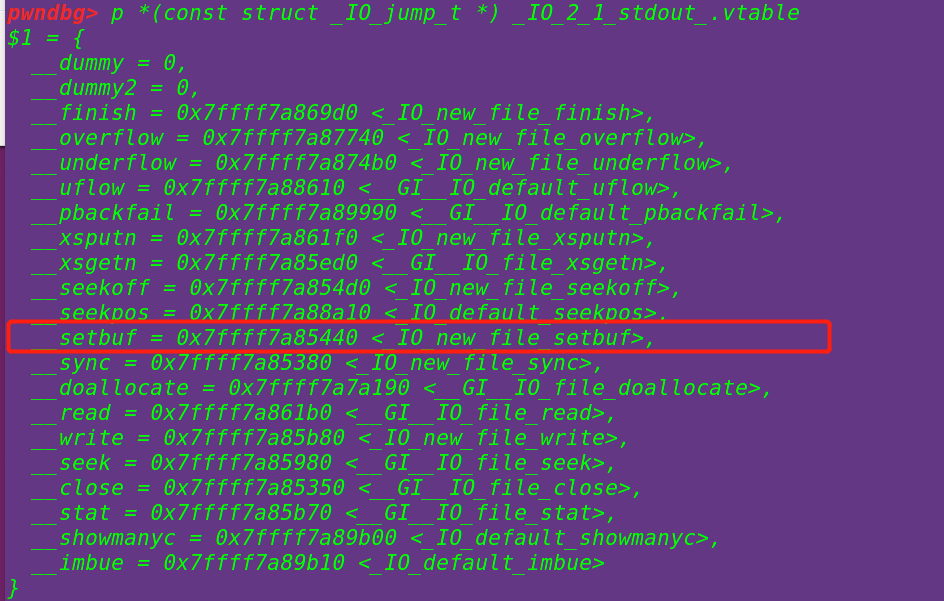 pwndbg> p *(const struct _IO_jump_t *) _IO_2_1_stdout_.vtable
$1 = {
  __dummy = 0,
  __dummy2 = 0,
  __finish = 0x7ffff7a869d0 <_IO_new_file_finish>,
  __overflow = 0x7ffff7a87740 <_IO_new_file_overflow>,
  __underflow = 0x7ffff7a874b0 <_IO_new_file_underflow>,
  __uflow = 0x7ffff7a88610 <__GI__IO_default_uflow>,
  __pbackfail = 0x7ffff7a89990 <__GI__IO_default_pbackfail>,
  __xsputn = 0x7ffff7a861f0 <_IO_new_file_xsputn>,
  __xsgetn = 0x7ffff7a85ed0 <__GI__IO_file_xsgetn>,
  __seekoff = 0x7ffff7a854d0 <_IO_new_file_seekoff>,
  __seekpos = 0x7ffff7a88a10 <_IO_default_seekpos>,
  __setbuf = 0x7ffff7a85440 <_IO_new_file_setbuf>,
  __sync = 0x7ffff7a85380 <_IO_new_file_sync>,
  __doallocate = 0x7ffff7a7a190 <__GI__IO_file_doallocate>,
  __read = 0x7ffff7a861b0 <__GI__IO_file_read>,
  __write = 0x7ffff7a85b80 <_IO_new_file_write>,
  __seek = 0x7ffff7a85980 <__GI__IO_file_seek>,
  __close = 0x7ffff7a85350 <__GI__IO_file_close>,
  __stat = 0x7ffff7a85b70 <__GI__IO_file_stat>,
  __showmanyc = 0x7ffff7a89b00 <_IO_default_showmanyc>,
  __imbue = 0x7ffff7a89b10 <_IO_default_imbue>
}